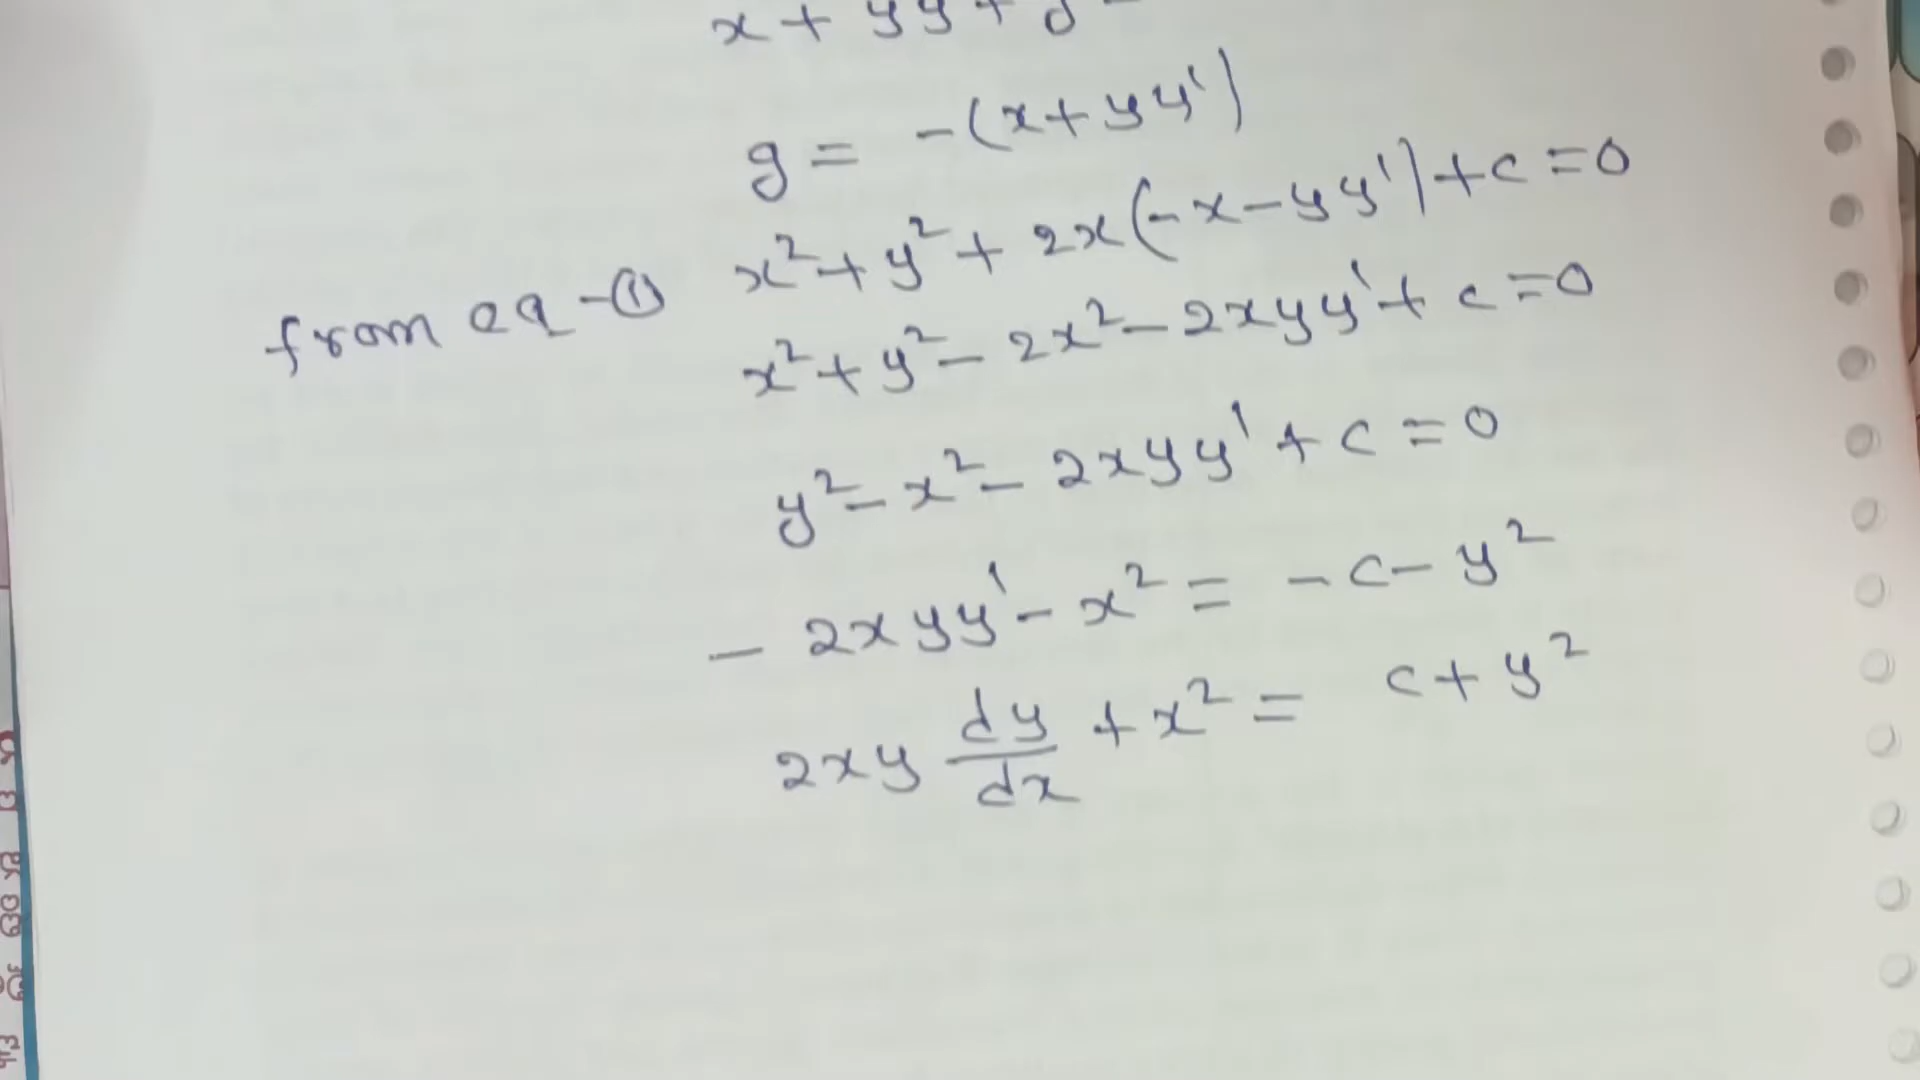 x + yy + g
g = -(x+yy')
from eq-① x²+y²+2x(-x-yy')+c=0
x²+y²-2x²-2xyy'+c=0
y²-x²-2xyy'+c=0
-2xyy'-x²=-c-y²
2xy dy/dx +x²= c+y²